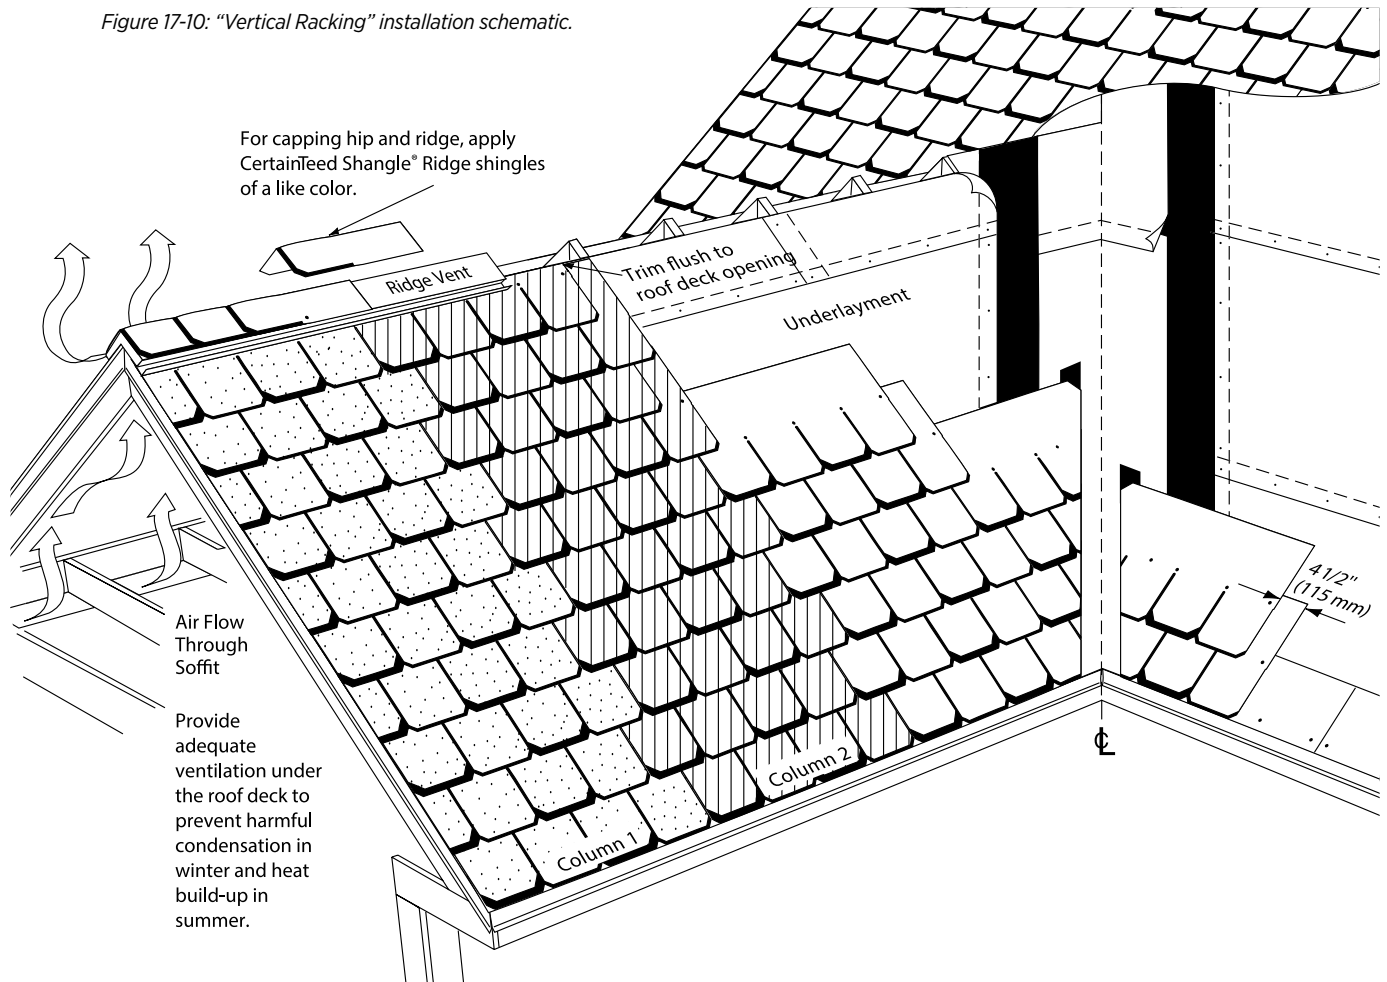 Figure 17-10: “Vertical Racking” installation schematic.
For capping hip and ridge, apply
CertainTeed Shangle® Ridge shingles
of a like color.
Ridge Vent
Trim flush to
roof deck opening
Underlayment
4 1/2"
(115 mm)
Air Flow
Through
Soffit
Provide
adequate
ventilation under
the roof deck to
prevent harmful
condensation in
winter and heat
build-up in
summer.
Column 1
Column 2
℄